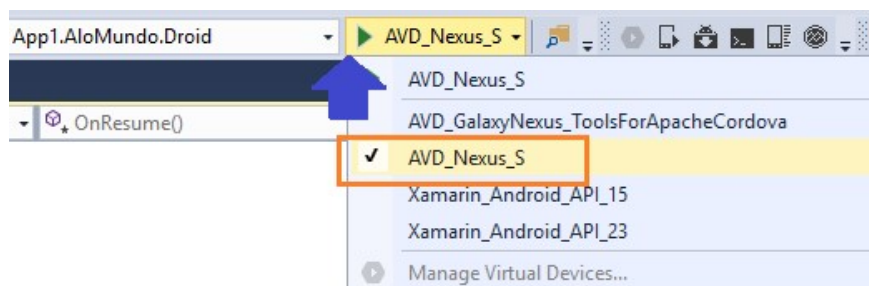 App1.AloMundo.Droid AVD_Nexus_S
AVD_Nexus_S
OnResume() AVD_GalaxyNexus_ToolsForApacheCordova
AVD_Nexus_S
Xamarin_Android_API_15
Xamarin_Android_API_23
Manage Virtual Devices...